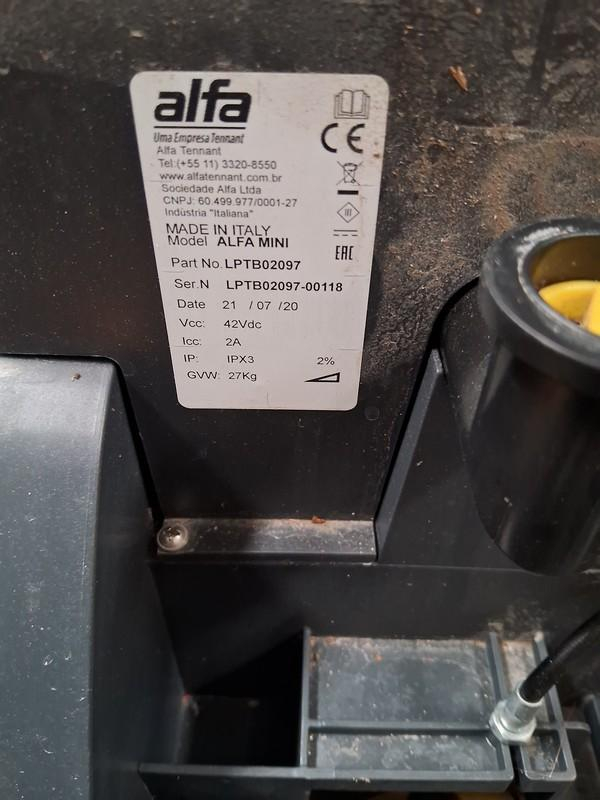 alfa
Uma Empresa Tennant
Alfa Tennant
Tel:(+55 11) 3320-8550
www.alfatennant.com.br
Sociedade Alfa Ltda
CNPJ: 60.499.977/0001-27
Indústria "Italiana"
MADE IN ITALY
Model ALFA MINI
Part No. LPTB02097
Ser.N LPTB02097-00118
Date 21 / 07 /20
Vcc: 42Vdc
Icc: 2A
IP: IPX3
GVW: 27Kg
2%
CE
III
EAC